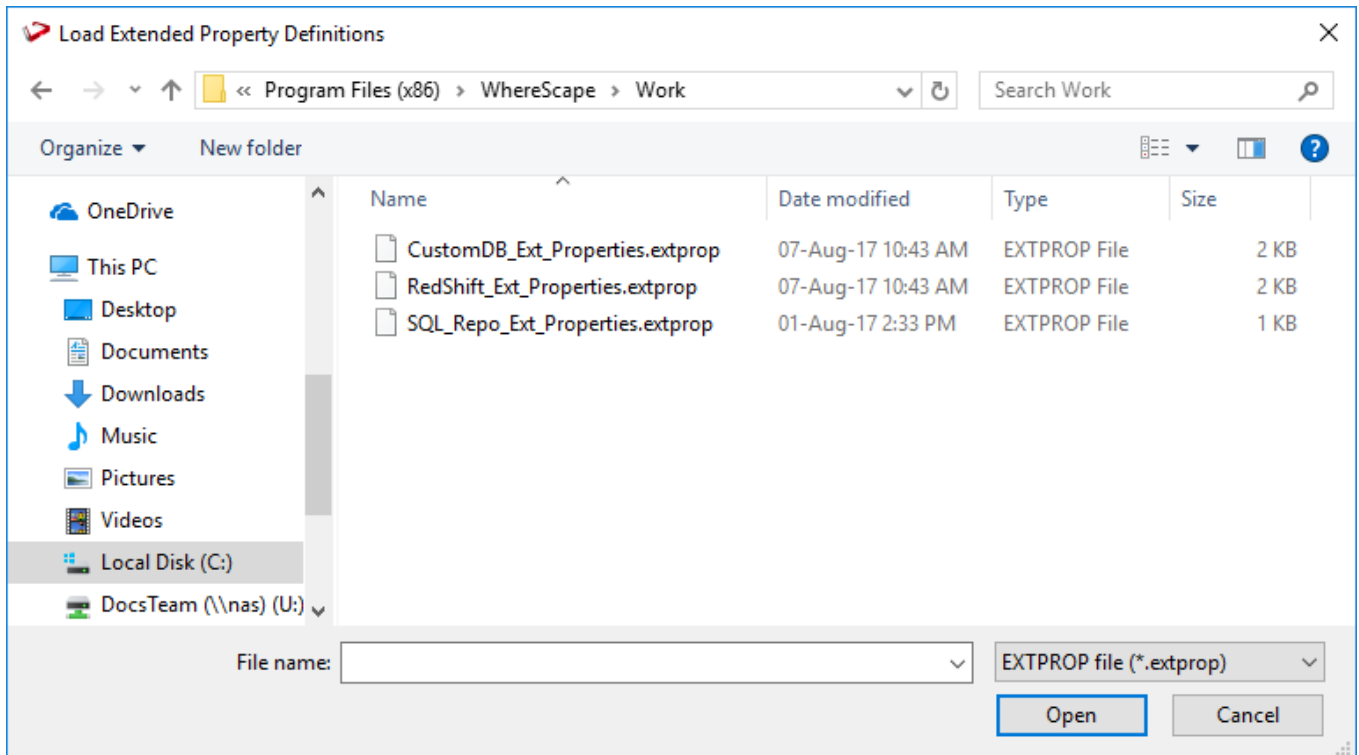 Load Extended Property Definitions
« Program Files (x86) › WhereScape › Work
Search Work
Organize
New folder
?
OneDrive
This PC
Desktop
Documents
Downloads
Music
Pictures
Videos
Local Disk (C:)
DocsTeam (\\nas) (U:)
Name Date modified Type Size
CustomDB_Ext_Properties.extprop 07-Aug-17 10:43 AM EXTPROP File 2 KB
RedShift_Ext_Properties.extprop 07-Aug-17 10:43 AM EXTPROP File 2 KB
SQL_Repo_Ext_Properties.extprop 01-Aug-17 2:33 PM EXTPROP File 1 KB
File name:
EXTPROP file (*.extprop)
Open
Cancel